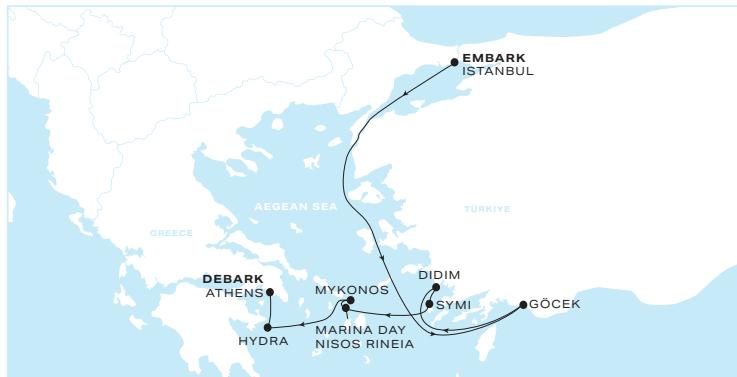 EMBARK
ISTANBUL
AEGEAN SEA
TÜRKIYE
GREECE
DIDIM
DEBARK
ATHENS
MYKONOS
SYMI
GÖCEK
MARINA DAY
NISOS RINEIA
HYDRA